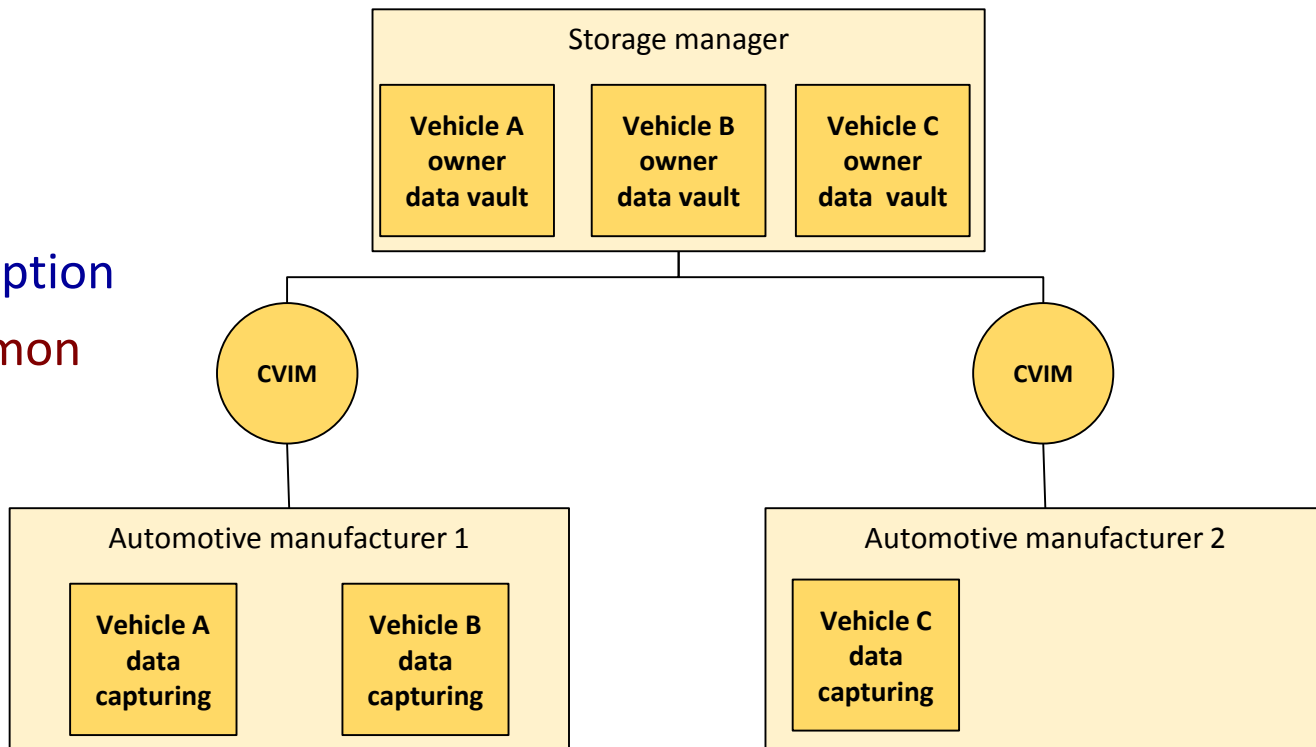 Storage manager
Vehicle A
owner
data vault
Vehicle B
owner
data vault
Vehicle C
owner
data vault
ption
mon
CVIM
CVIM
Automotive manufacturer 1
Vehicle A
data
capturing
Vehicle B
data
capturing
Automotive manufacturer 2
Vehicle C
data
capturing